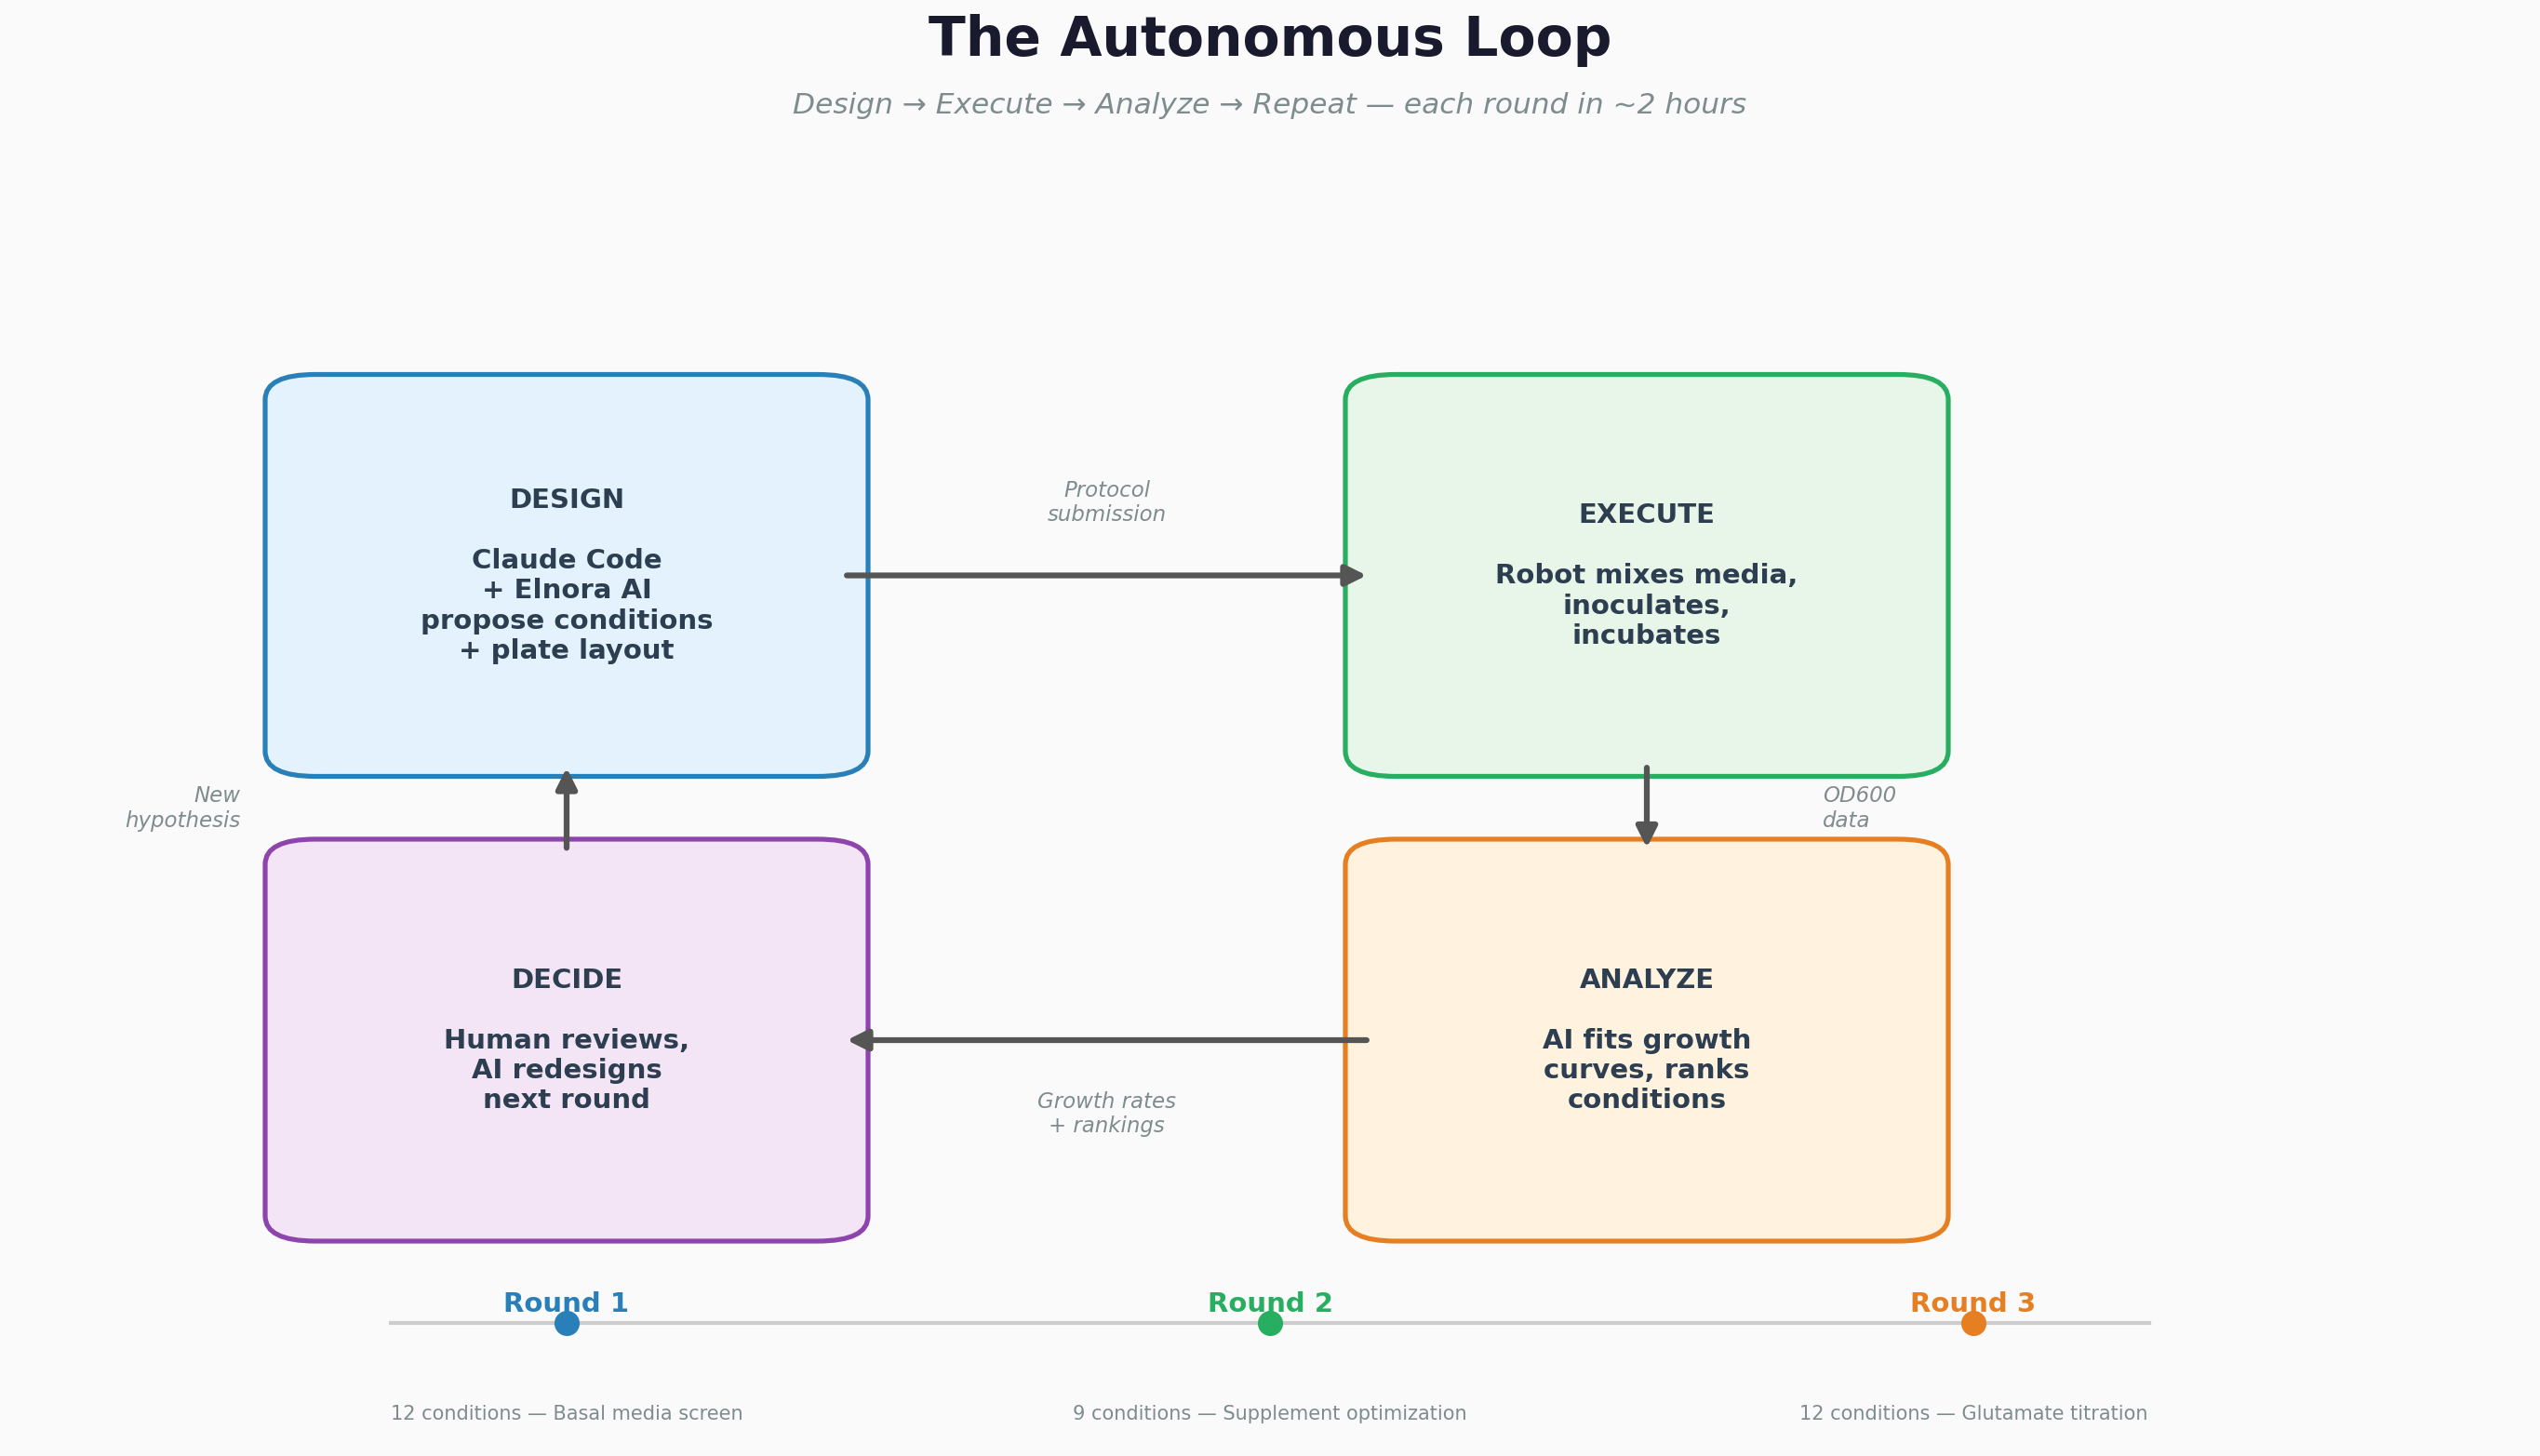 The Autonomous Loop
Design → Execute → Analyze → Repeat — each round in ~2 hours
DESIGN
Claude Code
+ Elnora AI
propose conditions
+ plate layout
Protocol
submission
EXECUTE
Robot mixes media,
inoculates,
incubates
New
hypothesis
OD600
data
DECIDE
Human reviews,
AI redesigns
next round
Growth rates
+ rankings
ANALYZE
AI fits growth
curves, ranks
conditions
Round 1
Round 2
Round 3
12 conditions — Basal media screen
9 conditions — Supplement optimization
12 conditions — Glutamate titration